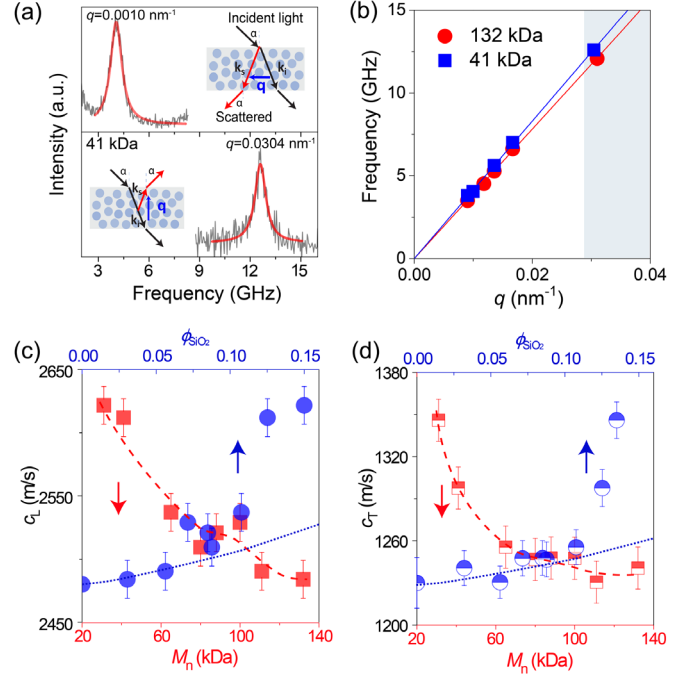 (a)
q=0.0010 nm⁻¹
Incident light
α
kₛ
kᵢ
q
α
Scattered
41 kDa
q=0.0304 nm⁻¹
α
α
kₛ
q
kᵢ
Intensity (a.u.)
3 6 9 12 15
Frequency (GHz)
(b)
132 kDa
41 kDa
15
10
5
0
Frequency (GHz)
0.00 0.02 0.04
q (nm⁻¹)
(c)
ϕSiO₂
0.00 0.05 0.10 0.15
2650
2550
2450
cL (m/s)
20 60 100 140
Mn (kDa)
(d)
ϕSiO₂
0.00 0.05 0.10 0.15
1380
1320
1260
1200
cT (m/s)
20 60 100 140
Mn (kDa)